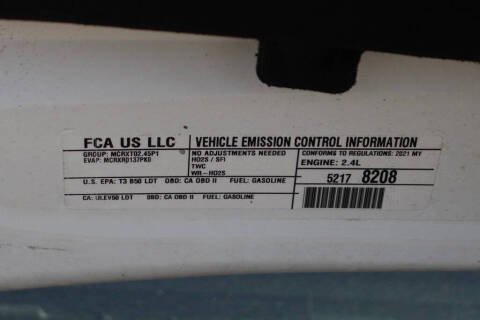 FCA US LLC
VEHICLE EMISSION CONTROL INFORMATION
GROUP: MCRXT02.45P1
EVAP: MCRXR0137PK0
NO ADJUSTMENTS NEEDED
HO2S / SFI
TWC
WR-HO2S
CONFORMS TO REGULATIONS: 2021 MY
ENGINE: 2.4L
U.S. EPA: T3 B50 LDT OBD: CA OBD II FUEL: GASOLINE
5217 8208
CA: ULEV50 LDT OBD: CA OBD II FUEL: GASOLINE